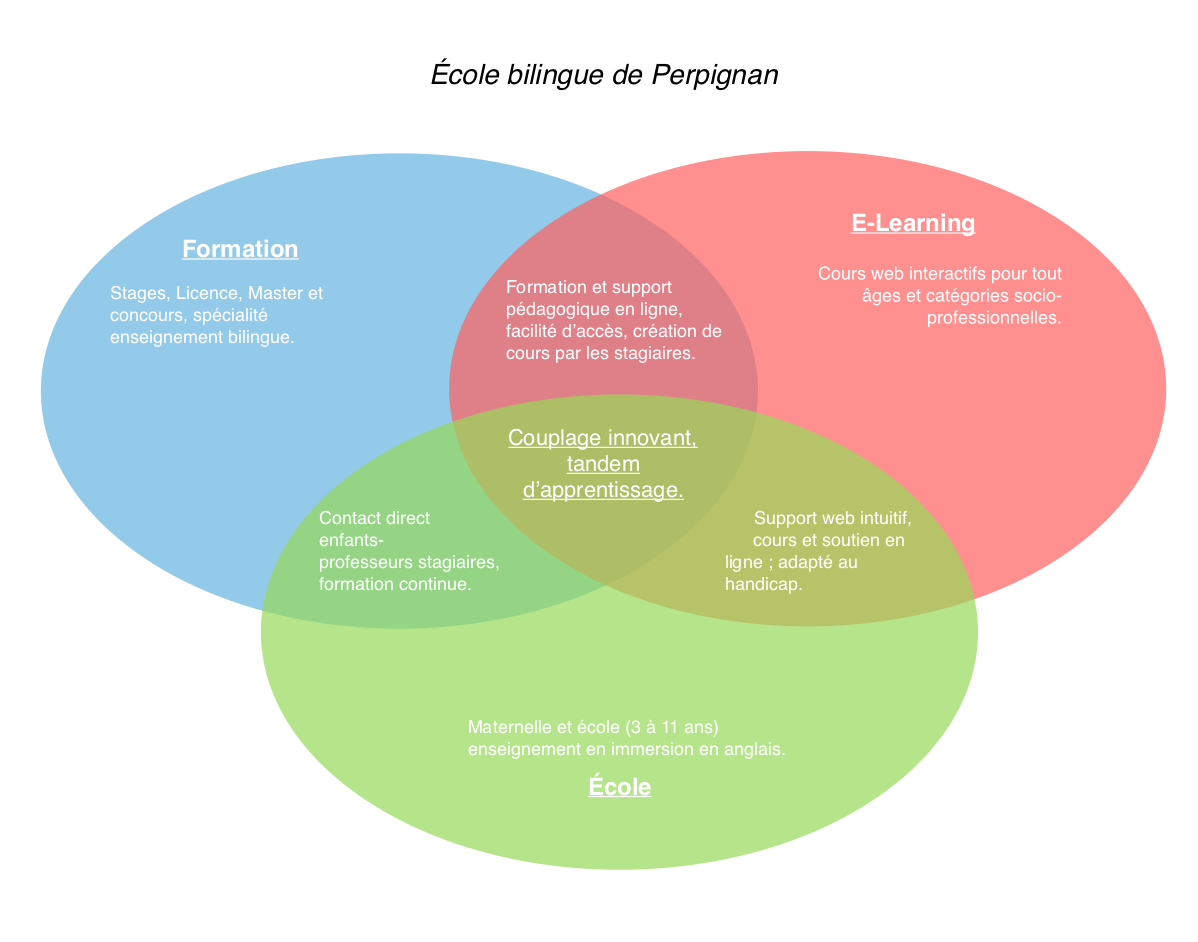 École bilingue de Perpignan
Formation
Stages, Licence, Master et
concours, spécialité
enseignement bilingue.
E-Learning
Cours web interactifs pour tout
âges et catégories socio-
professionnelles.
Formation et support
pédagogique en ligne,
facilité d’accès, création de
cours par les stagiaires.
Couplage innovant,
tandem
d’apprentissage.
Contact direct
enfants-
professeurs stagiaires,
formation continue.
Support web intuitif,
cours et soutien en
ligne ; adapté au
handicap.
Maternelle et école (3 à 11 ans)
enseignement en immersion en anglais.
École